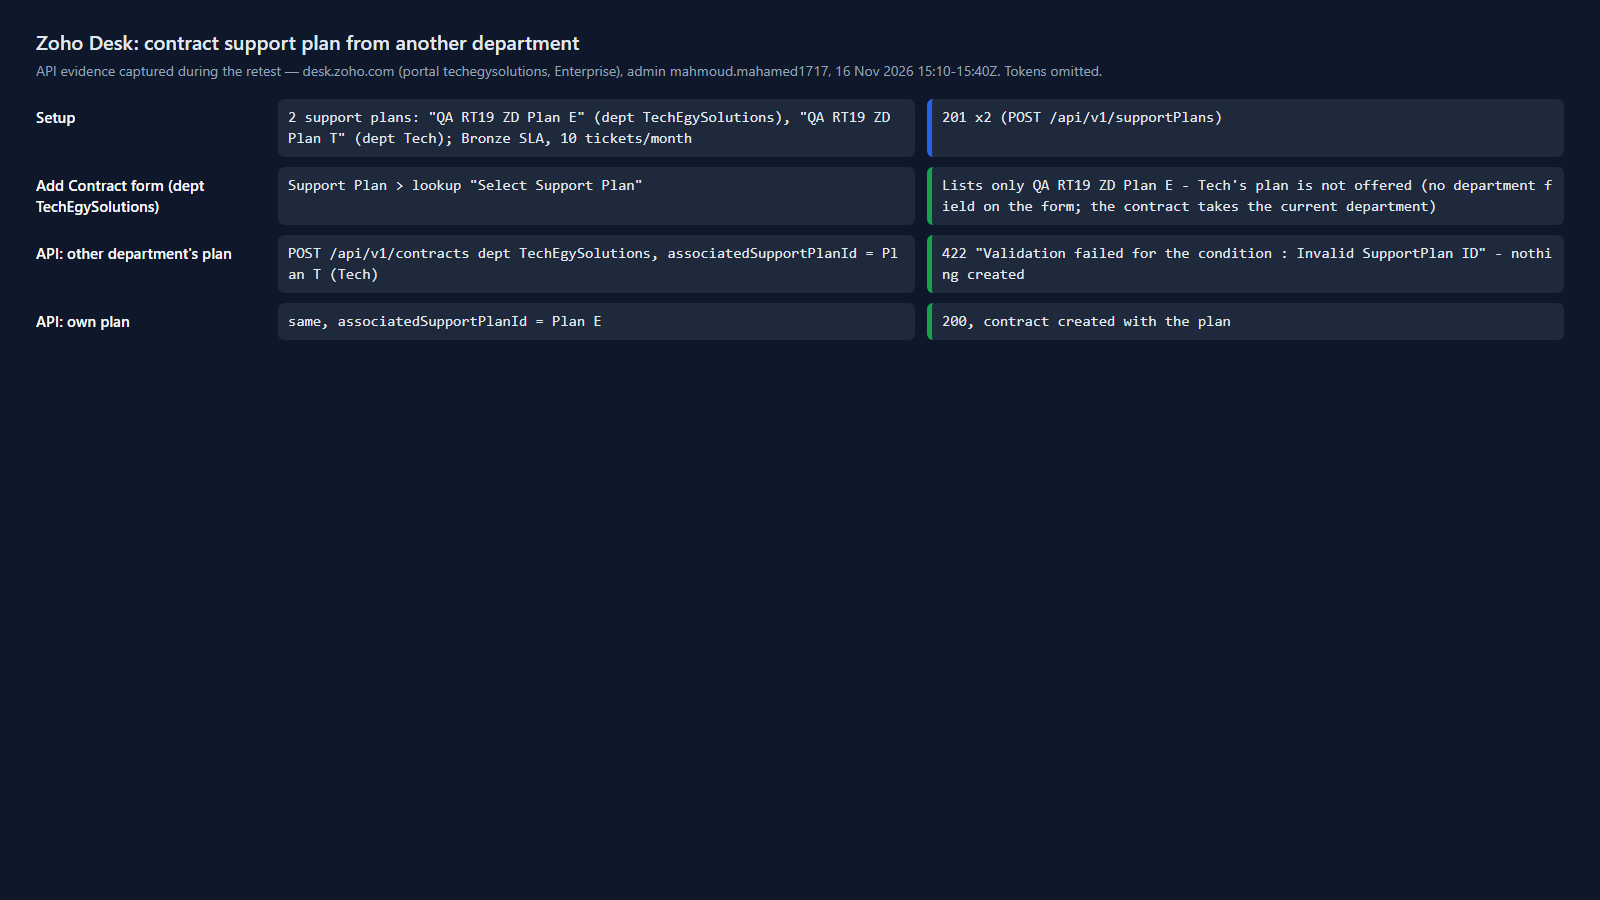 Zoho Desk: contract support plan from another department
API evidence captured during the retest — desk.zoho.com (portal techegysolutions, Enterprise), admin mahmoud.mahamed1717, 16 Nov 2026 15:10-15:40Z. Tokens omitted.
Setup
2 support plans: "QA RT19 ZD Plan E" (dept TechEgySolutions), "QA RT19 ZD
Plan T" (dept Tech); Bronze SLA, 10 tickets/month
201 x2 (POST /api/v1/supportPlans)
Add Contract form (dept
TechEgySolutions)
Support Plan > lookup "Select Support Plan"
Lists only QA RT19 ZD Plan E - Tech's plan is not offered (no department f
ield on the form; the contract takes the current department)
API: other department's plan
POST /api/v1/contracts dept TechEgySolutions, associatedSupportPlanId = Pl
an T (Tech)
422 "Validation failed for the condition : Invalid SupportPlan ID" - nothi
ng created
API: own plan
same, associatedSupportPlanId = Plan E
200, contract created with the plan